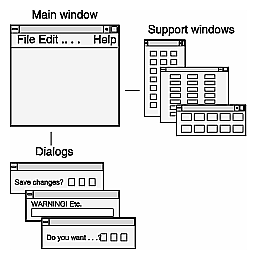 Main window
Support windows
File Edit .. . .  Help
Dialogs
Save changes?
WARNING! Etc.
Do you want . . .?